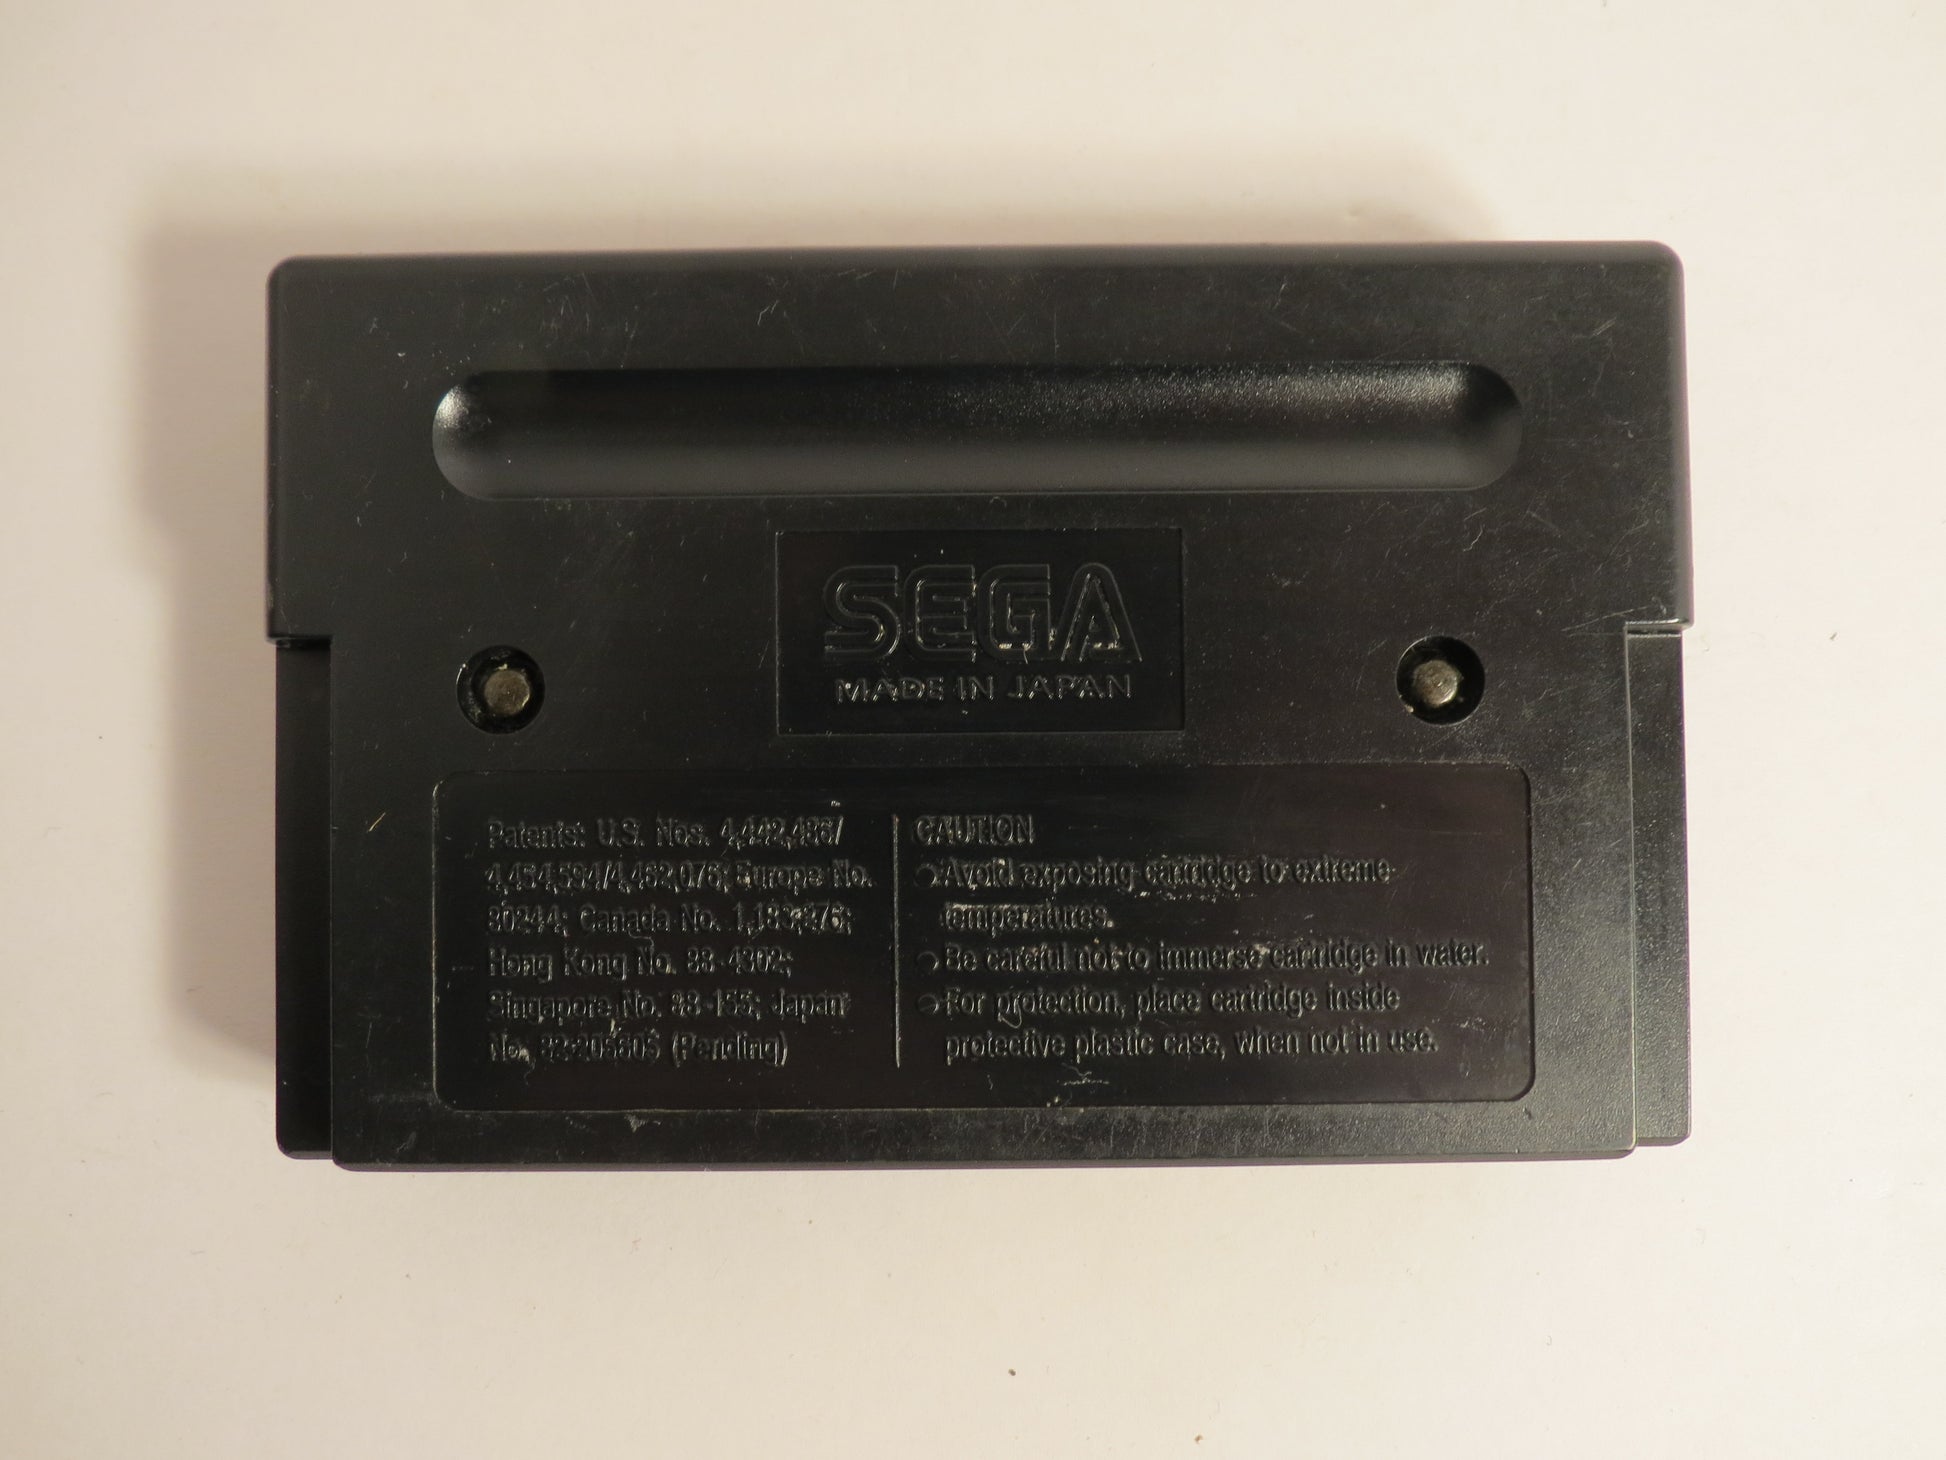 SEGA
MADE IN JAPAN
Patents: U.S. Nos. 4,442,486/
4,454,594/4,462,076; Europe No.
80244; Canada No. 1,183,276;
Hong Kong No. 88-4302;
Singapore No. 88-155; Japan
No. 82-205605 (Pending)
CAUTION
Avoid exposing cartridge to extreme
temperatures.
Be careful not to immerse cartridge in water.
For protection, place cartridge inside
protective plastic case, when not in use.